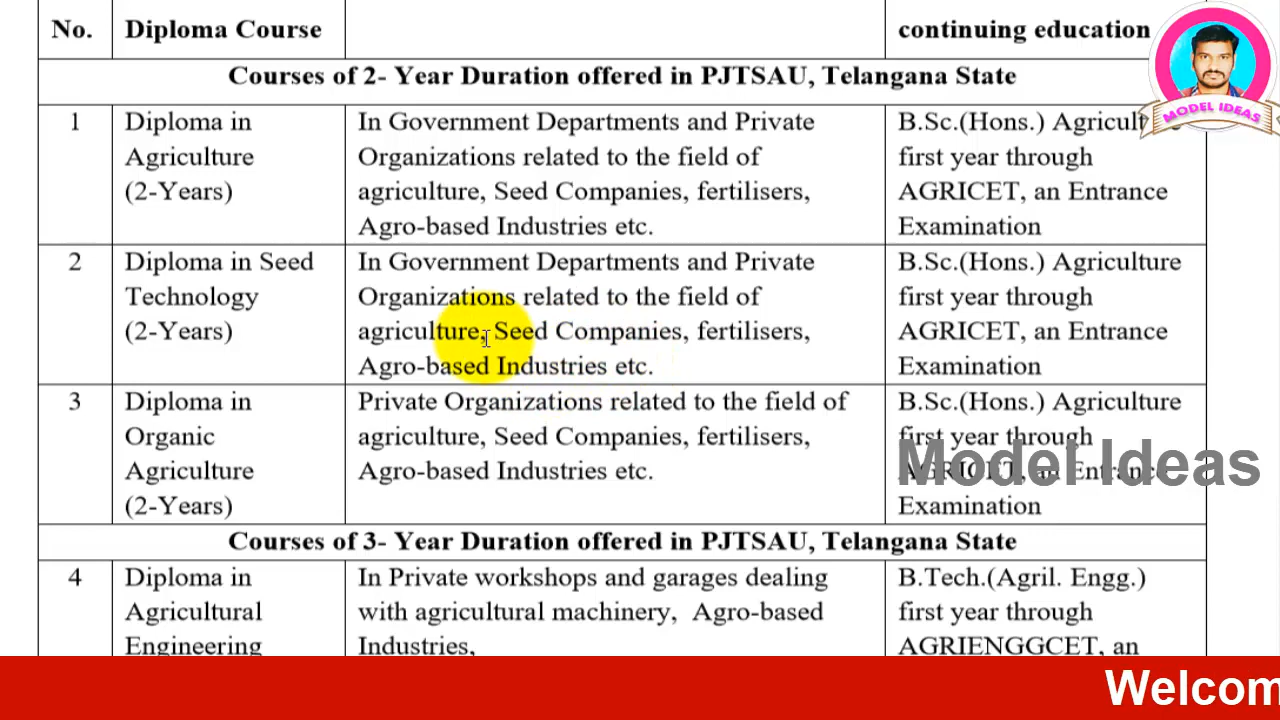 No.
Diploma Course
continuing education
Courses of 2- Year Duration offered in PJTSAU, Telangana State
1
Diploma in
Agriculture
(2-Years)
In Government Departments and Private
Organizations related to the field of
agriculture, Seed Companies, fertilisers,
Agro-based Industries etc.
B.Sc.(Hons.) Agriculture
first year through
AGRICET, an Entrance
Examination
MODEL IDEAS
2
Diploma in Seed
Technology
(2-Years)
In Government Departments and Private
Organizations related to the field of
agriculture, Seed Companies, fertilisers,
Agro-based Industries etc.
B.Sc.(Hons.) Agriculture
first year through
AGRICET, an Entrance
Examination
3
Diploma in
Organic
Agriculture
(2-Years)
Private Organizations related to the field of
agriculture, Seed Companies, fertilisers,
Agro-based Industries etc.
B.Sc.(Hons.) Agriculture
first year through
AGRICET, an Entrance
Examination
Model Ideas
Courses of 3- Year Duration offered in PJTSAU, Telangana State
4
Diploma in
Agricultural
Engineering
In Private workshops and garages dealing
with agricultural machinery, Agro-based
Industries,
B.Tech.(Agril. Engg.)
first year through
AGRIENGGCET, an
Welcom